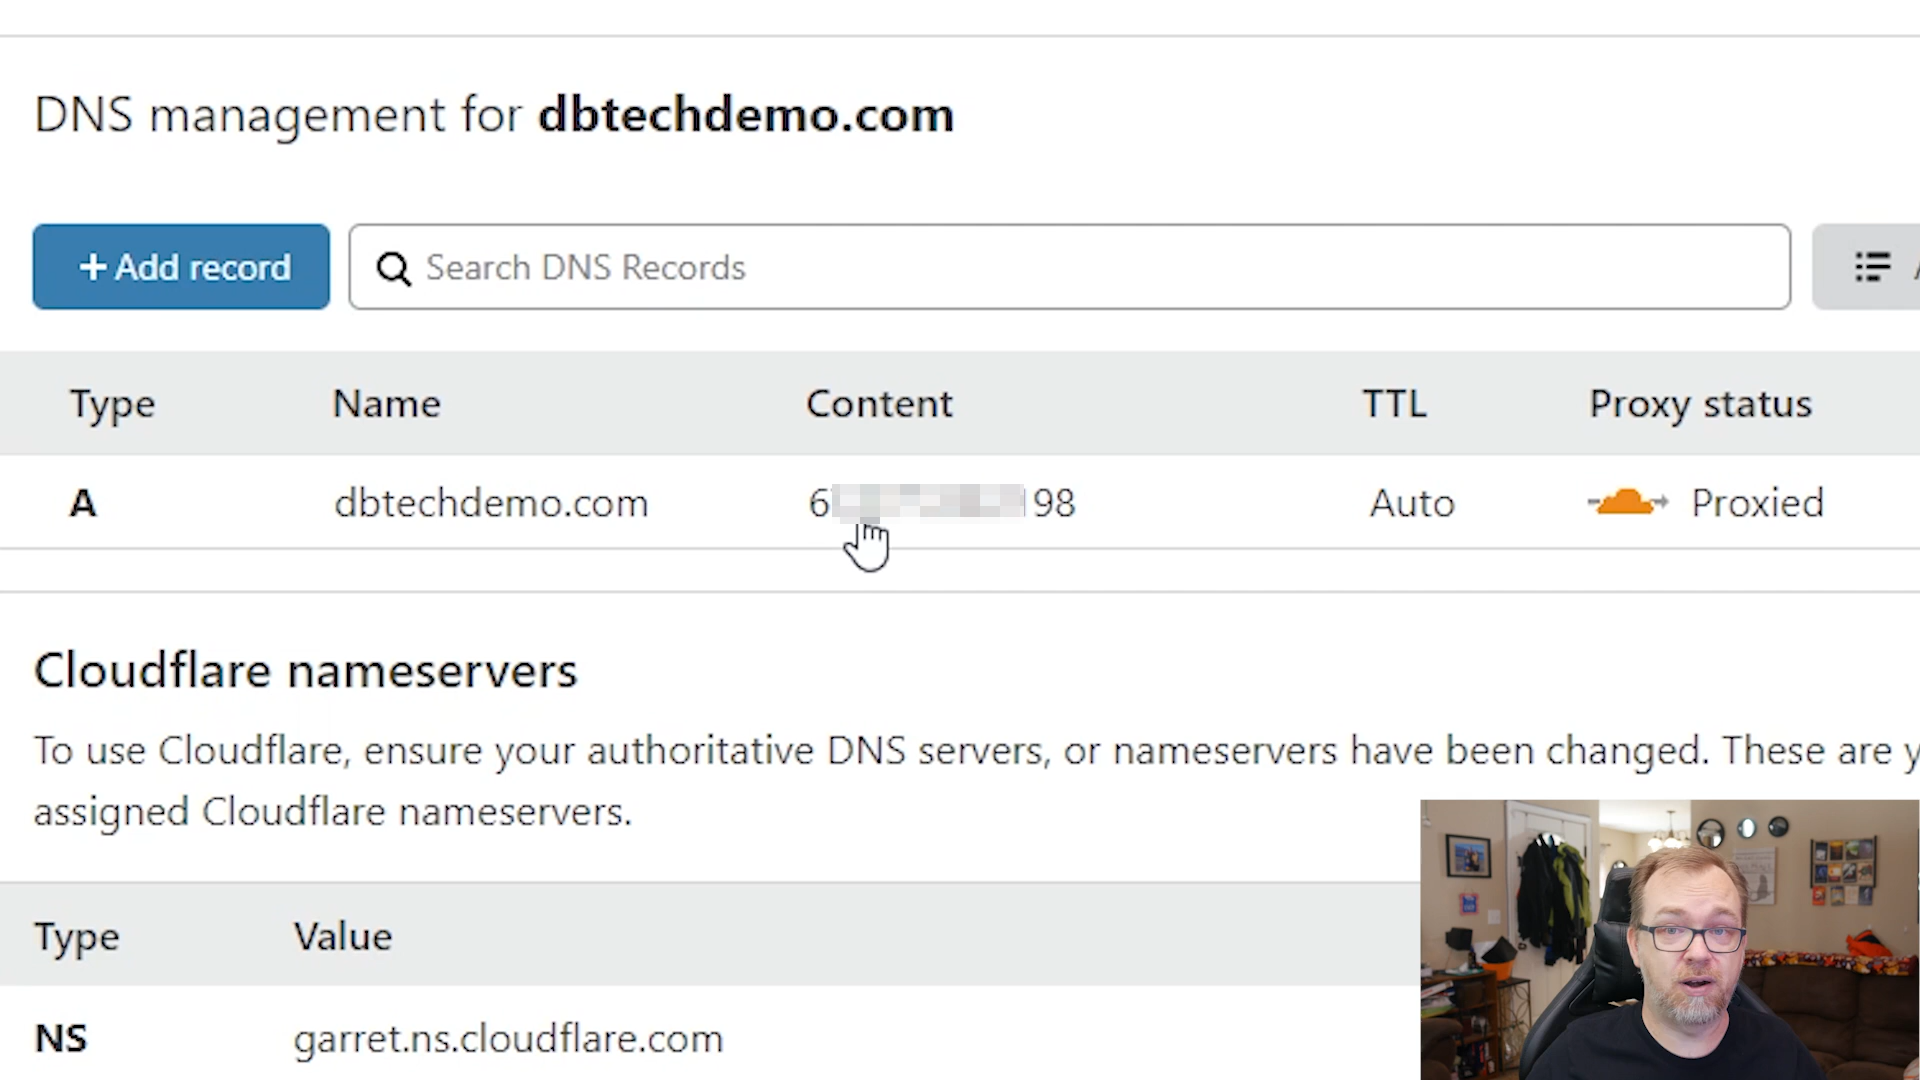 DNS management for dbtechdemo.com
+ Add record
Search DNS Records
Type Name Content TTL Proxy status
A dbtechdemo.com 6 198 Auto Proxied
Cloudflare nameservers
To use Cloudflare, ensure your authoritative DNS servers, or nameservers have been changed. These are y
assigned Cloudflare nameservers.
Type Value
NS garret.ns.cloudflare.com